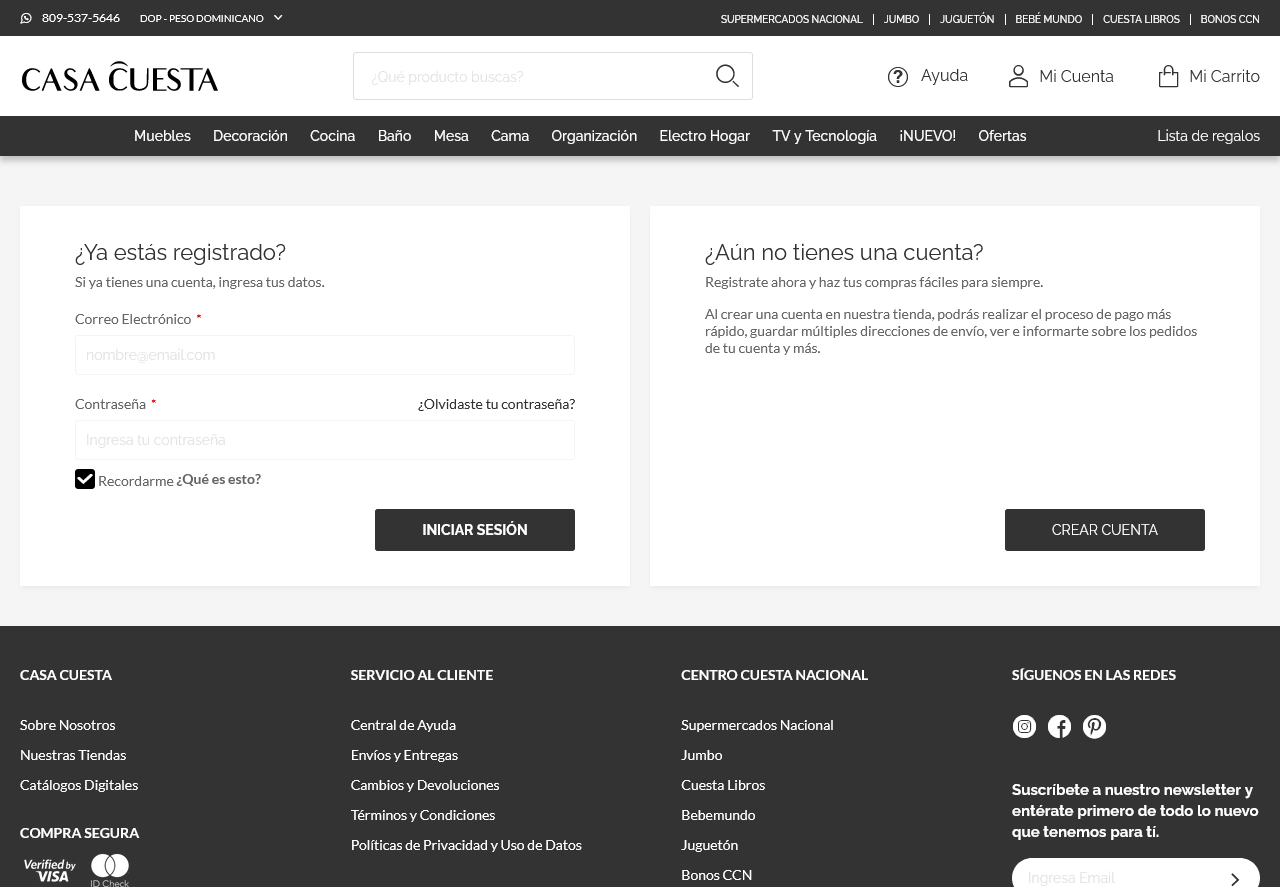 809-537-5646 DOP - PESO DOMINICANO SUPERMERCADOS NACIONAL JUMBO JUGUETÓN BEBÉ MUNDO CUESTA LIBROS BONOS CCN
CASA CUESTA ¿Qué producto buscas? Ayuda Mi Cuenta Mi Carrito
Muebles Decoración Cocina Baño Mesa Cama Organización Electro Hogar TV y Tecnología ¡NUEVO! Ofertas Lista de regalos
¿Ya estás registrado?
Si ya tienes una cuenta, ingresa tus datos.
Correo Electrónico *
nombre@email.com
Contraseña * ¿Olvidaste tu contraseña?
Ingresa tu contraseña
Recordarme ¿Qué es esto?
INICIAR SESIÓN
¿Aún no tienes una cuenta?
Registrate ahora y haz tus compras fáciles para siempre.
Al crear una cuenta en nuestra tienda, podrás realizar el proceso de pago más
rápido, guardar múltiples direcciones de envío, ver e informarte sobre los pedidos
de tu cuenta y más.
CREAR CUENTA
CASA CUESTA
Sobre Nosotros
Nuestras Tiendas
Catálogos Digitales
COMPRA SEGURA
Verified by
VISA
ID Check
SERVICIO AL CLIENTE
Central de Ayuda
Envíos y Entregas
Cambios y Devoluciones
Términos y Condiciones
Políticas de Privacidad y Uso de Datos
CENTRO CUESTA NACIONAL
Supermercados Nacional
Jumbo
Cuesta Libros
Bebemundo
Juguetón
Bonos CCN
SÍGUENOS EN LAS REDES
Suscríbete a nuestro newsletter y
entérate primero de todo lo nuevo
que tenemos para tí.
Ingresa Email